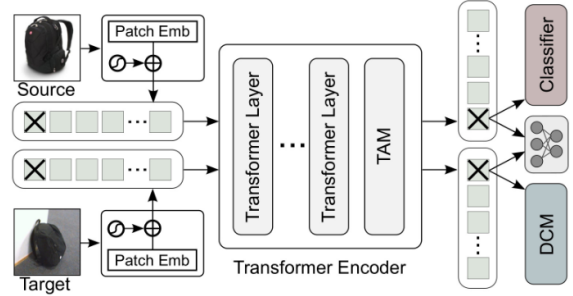 Patch Emb
Source
Transformer Layer
Transformer Layer
TAM
Classifier
DCM
Patch Emb
Target
Transformer Encoder